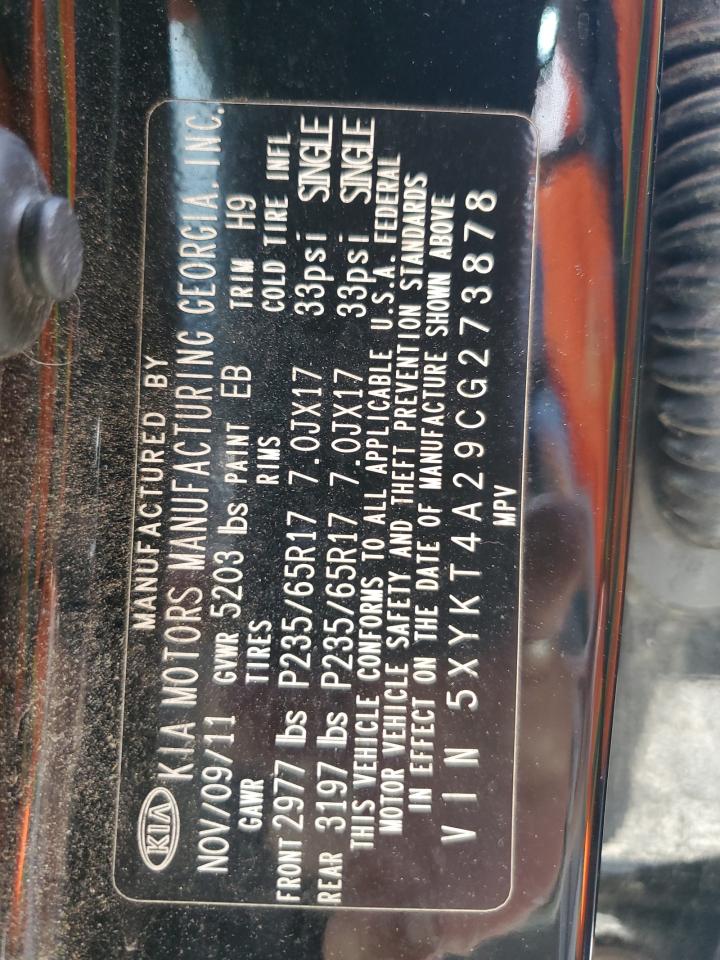 MANUFACTURED BY
KIA KIA MOTORS MANUFACTURING GEORGIA, INC.
NOV/09/11 GVWR 5203 lbs PAINT EB TRIM H9
GAWR TIRES RIMS COLD TIRE INFL
FRONT 2977 lbs P235/65R17 7.0JX17 33psi SINGLE
REAR 3197 lbs P235/65R17 7.0JX17 33psi SINGLE
THIS VEHICLE CONFORMS TO ALL APPLICABLE U.S.A. FEDERAL
MOTOR VEHICLE SAFETY AND THEFT PREVENTION STANDARDS
IN EFFECT ON THE DATE OF MANUFACTURE SHOWN ABOVE
VIN 5XYKT4A29CG273878
MPV